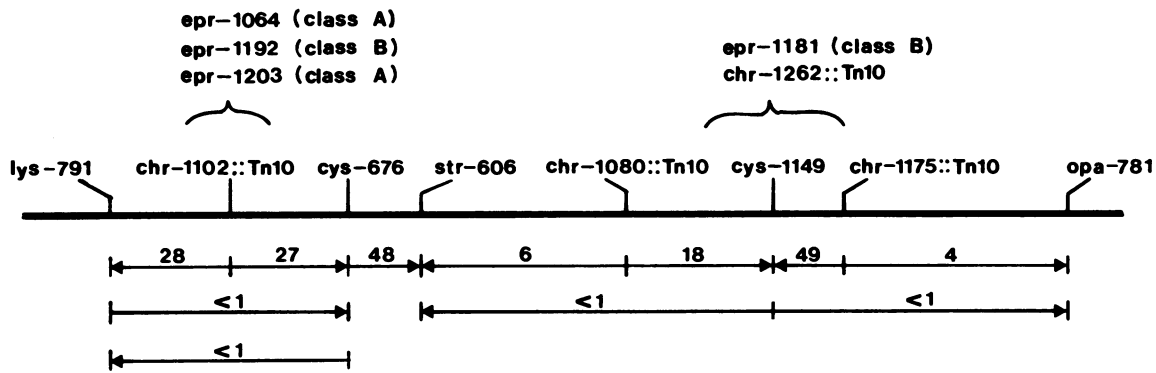 epr-1064 (class A)
epr-1192 (class B)
epr-1203 (class A)
epr-1181 (class B)
chr-1262::Tn10
lys-791 chr-1102::Tn10 cys-676 str-606 chr-1080::Tn10 cys-1149 chr-1175::Tn10 opa-781
28 27 48 6 18 49 4
<1 <1 <1
<1